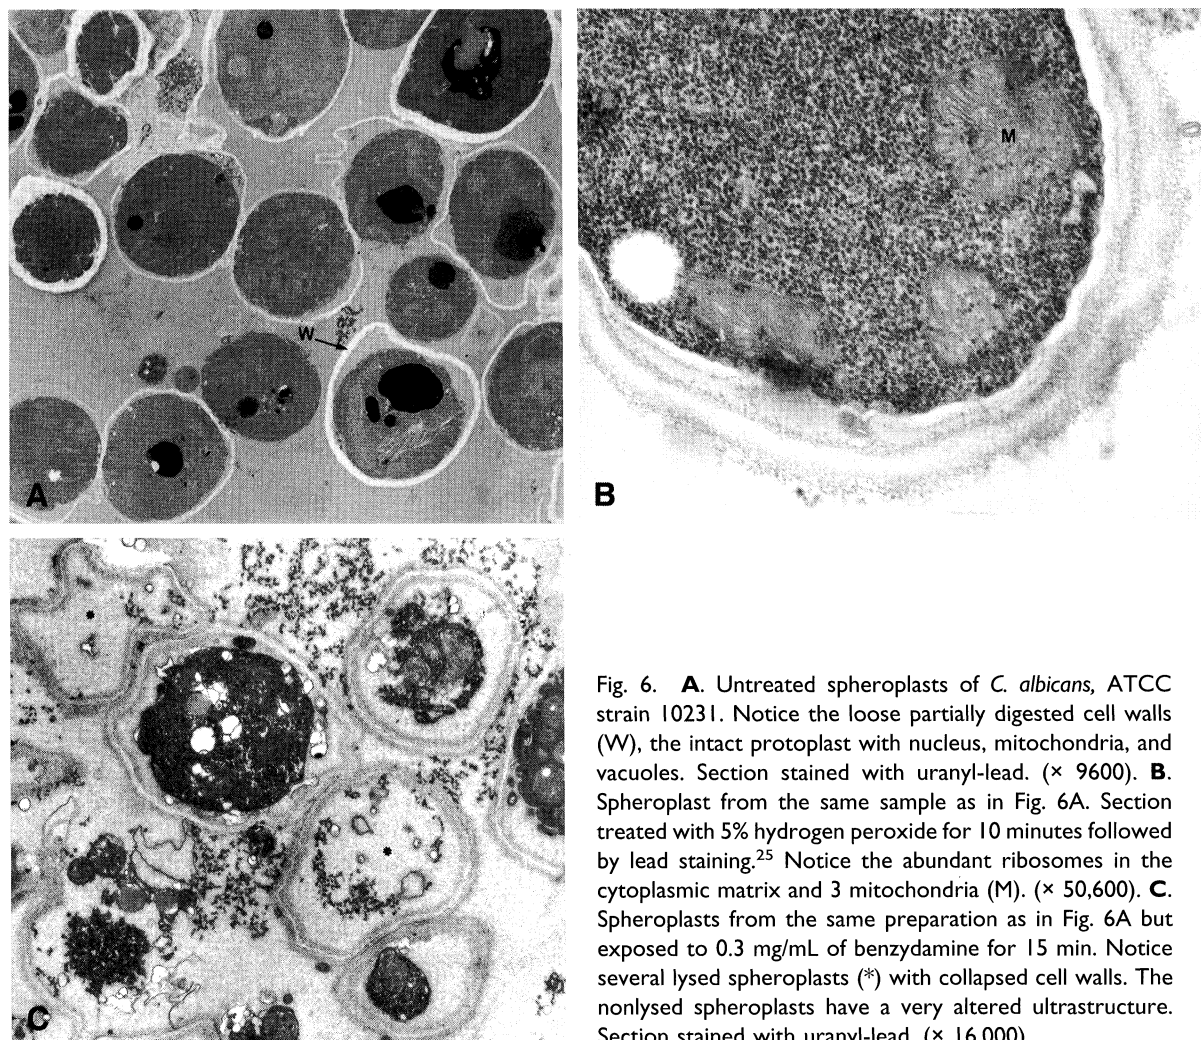 W
M
A
B
*
*
C
Fig. 6. A. Untreated spheroplasts of C. albicans, ATCC
strain 10231. Notice the loose partially digested cell walls
(W), the intact protoplast with nucleus, mitochondria, and
vacuoles. Section stained with uranyl-lead. (× 9600). B.
Spheroplast from the same sample as in Fig. 6A. Section
treated with 5% hydrogen peroxide for 10 minutes followed
by lead staining.25 Notice the abundant ribosomes in the
cytoplasmic matrix and 3 mitochondria (M). (× 50,600). C.
Spheroplasts from the same preparation as in Fig. 6A but
exposed to 0.3 mg/mL of benzydamine for 15 min. Notice
several lysed spheroplasts (*) with collapsed cell walls. The
nonlysed spheroplasts have a very altered ultrastructure.
Section stained with uranyl-lead. (× 16,000)